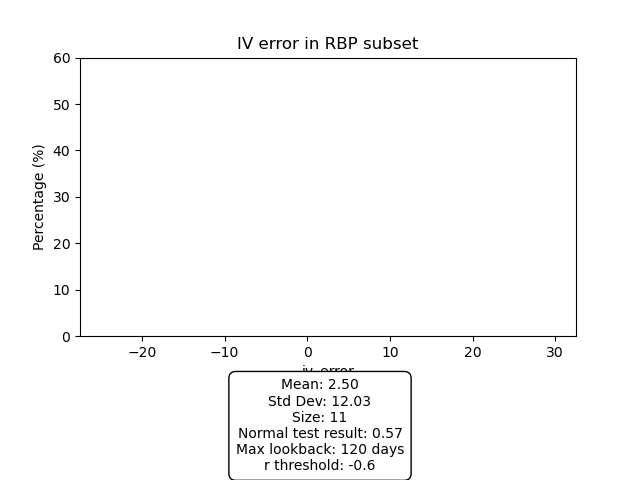 IV error in RBP subset
60
50
40
30
20
10
0
Percentage (%)
−20 −10 0 10 20 30
iv_error
Mean: 2.50
Std Dev: 12.03
Size: 11
Normal test result: 0.57
Max lookback: 120 days
r threshold: -0.6